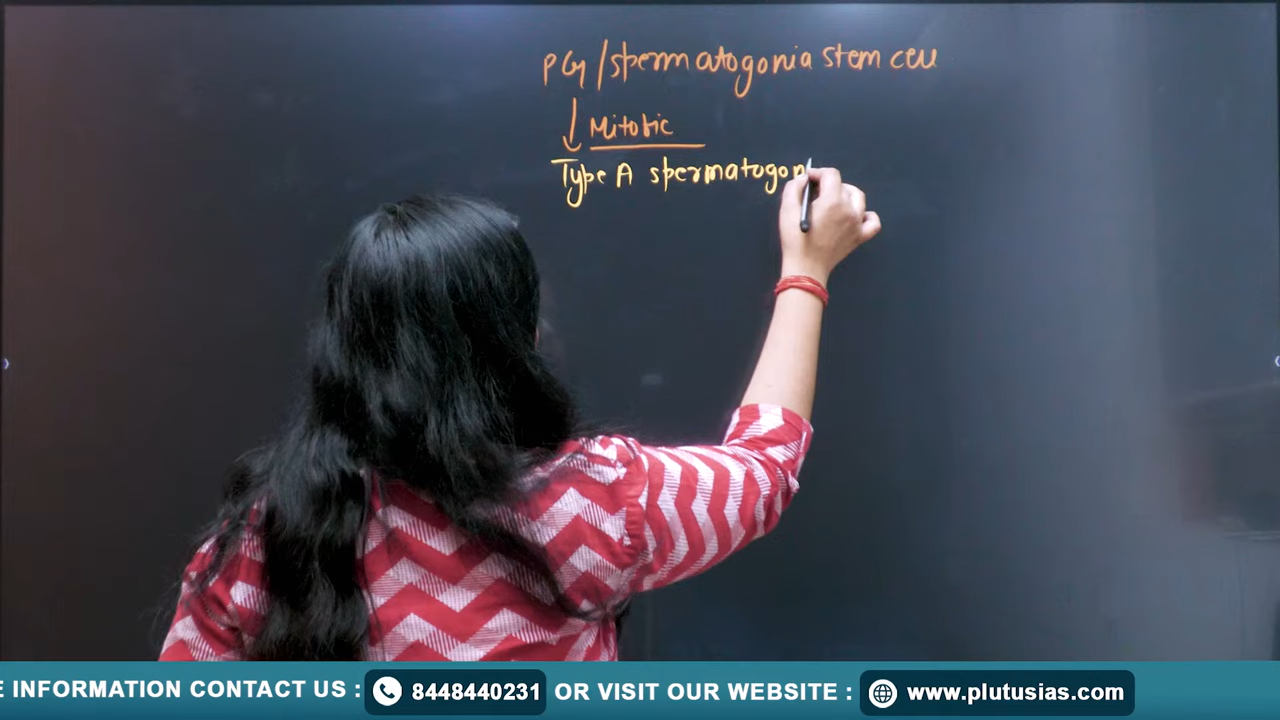 PG/spermatogonia stem cell
↓ Mitotic
Type A spermatogon
E INFORMATION CONTACT US : 8448440231 OR VISIT OUR WEBSITE : www.plutusias.com